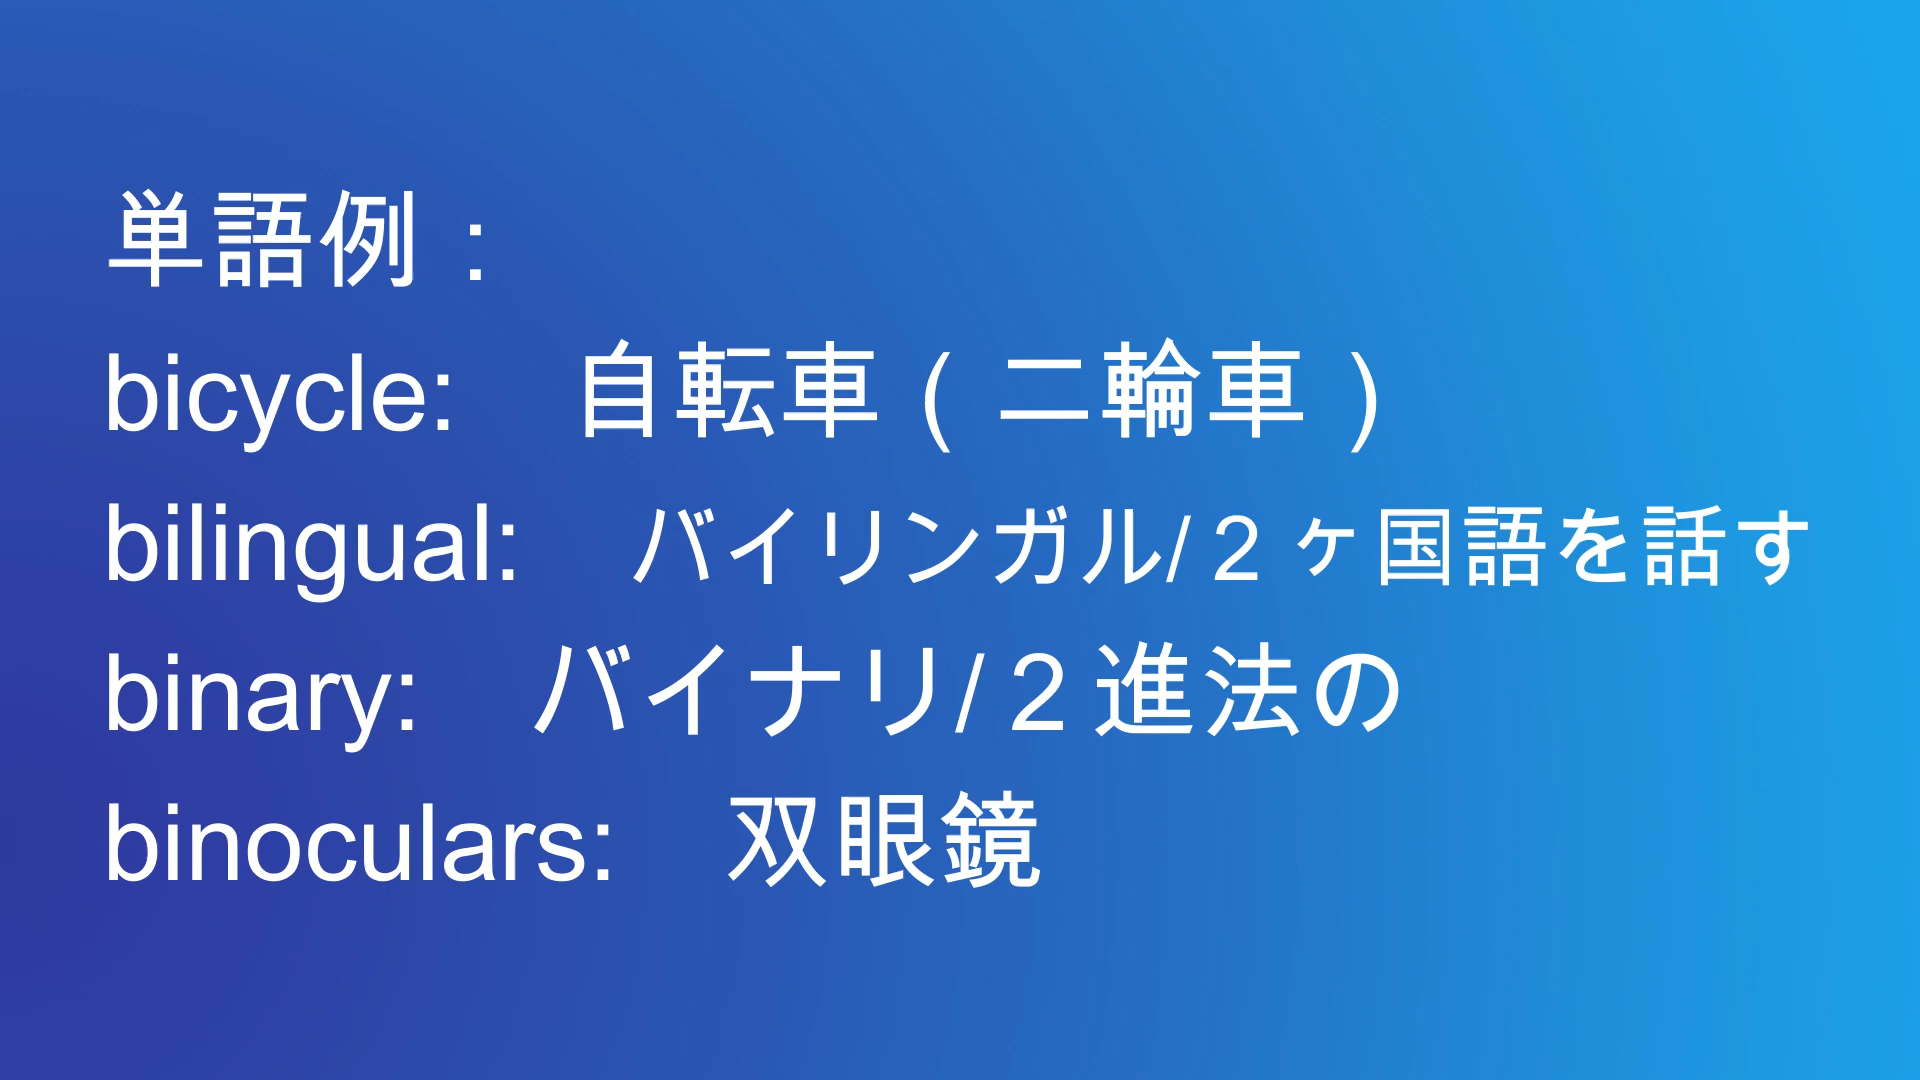 単語例：
bicycle:　自転車（二輪車）
bilingual:　バイリンガル/２ヶ国語を話す
binary:　バイナリ/２進法の
binoculars:　双眼鏡